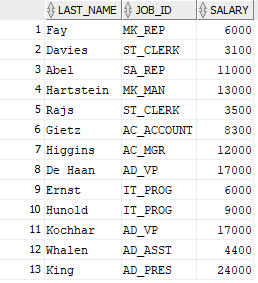 LAST_NAME JOB_ID SALARY
1 Fay MK_REP 6000
2 Davies ST_CLERK 3100
3 Abel SA_REP 11000
4 Hartstein MK_MAN 13000
5 Rajs ST_CLERK 3500
6 Gietz AC_ACCOUNT 8300
7 Higgins AC_MGR 12000
8 De Haan AD_VP 17000
9 Ernst IT_PROG 6000
10 Hunold IT_PROG 9000
11 Kochhar AD_VP 17000
12 Whalen AD_ASST 4400
13 King AD_PRES 24000